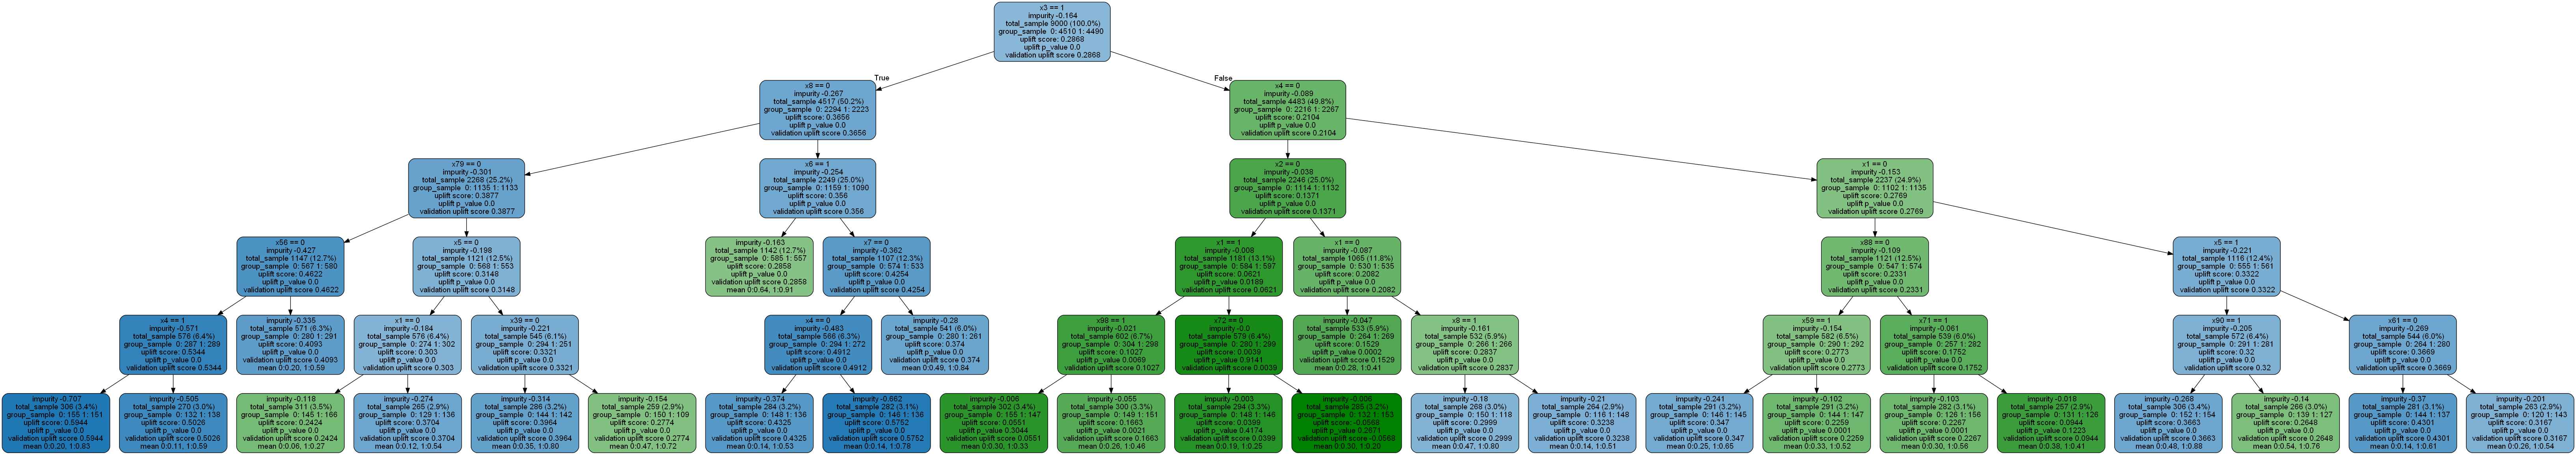 x3 == 1
impurity -0.164
total_sample 9000 (100.0%)
group_sample 0: 4510 1: 4490
uplift score: 0.2868
uplift p_value 0.0
validation uplift score 0.2868
True
False
x8 == 0
impurity -0.267
total_sample 4517 (50.2%)
group_sample 0: 2294 1: 2223
uplift score: 0.3656
uplift p_value 0.0
validation uplift score 0.3656
x4 == 0
impurity -0.089
total_sample 4483 (49.8%)
group_sample 0: 2216 1: 2267
uplift score: 0.2104
uplift p_value 0.0
validation uplift score 0.2104
x79 == 0
impurity -0.301
total_sample 2268 (25.2%)
group_sample 0: 1135 1: 1133
uplift score: 0.3877
uplift p_value 0.0
validation uplift score 0.3877
x6 == 1
impurity -0.254
total_sample 2249 (25.0%)
group_sample 0: 1159 1: 1090
uplift score: 0.356
uplift p_value 0.0
validation uplift score 0.356
x2 == 0
impurity -0.038
total_sample 2246 (25.0%)
group_sample 0: 1114 1: 1132
uplift score: 0.1371
uplift p_value 0.0
validation uplift score 0.1371
x1 == 0
impurity -0.153
total_sample 2237 (24.9%)
group_sample 0: 1102 1: 1135
uplift score: 0.2769
uplift p_value 0.0
validation uplift score 0.2769
x56 == 0
impurity -0.427
total_sample 1147 (12.7%)
group_sample 0: 567 1: 580
uplift score: 0.4622
uplift p_value 0.0
validation uplift score 0.4622
x5 == 0
impurity -0.198
total_sample 1121 (12.5%)
group_sample 0: 568 1: 553
uplift score: 0.3148
uplift p_value 0.0
validation uplift score 0.3148
impurity -0.163
total_sample 1142 (12.7%)
group_sample 0: 585 1: 557
uplift score: 0.2858
uplift p_value 0.0
validation uplift score 0.2858
mean 0:0.64, 1:0.91
x7 == 0
impurity -0.362
total_sample 1107 (12.3%)
group_sample 0: 574 1: 533
uplift score: 0.4254
uplift p_value 0.0
validation uplift score 0.4254
x1 == 1
impurity -0.008
total_sample 1181 (13.1%)
group_sample 0: 584 1: 597
uplift score: 0.0621
uplift p_value 0.0189
validation uplift score 0.0621
x1 == 0
impurity -0.087
total_sample 1065 (11.8%)
group_sample 0: 530 1: 535
uplift score: 0.2082
uplift p_value 0.0
validation uplift score 0.2082
x88 == 0
impurity -0.109
total_sample 1121 (12.5%)
group_sample 0: 547 1: 574
uplift score: 0.2331
uplift p_value 0.0
validation uplift score 0.2331
x5 == 1
impurity -0.221
total_sample 1116 (12.4%)
group_sample 0: 555 1: 561
uplift score: 0.3322
uplift p_value 0.0
validation uplift score 0.3322
x4 == 1
impurity -0.571
total_sample 576 (6.4%)
group_sample 0: 287 1: 289
uplift score: 0.5344
uplift p_value 0.0
validation uplift score 0.5344
impurity -0.335
total_sample 571 (6.3%)
group_sample 0: 280 1: 291
uplift score: 0.4093
uplift p_value 0.0
validation uplift score 0.4093
mean 0:0.20, 1:0.59
x1 == 0
impurity -0.184
total_sample 576 (6.4%)
group_sample 0: 274 1: 302
uplift score: 0.303
uplift p_value 0.0
validation uplift score 0.303
x39 == 0
impurity -0.221
total_sample 545 (6.1%)
group_sample 0: 294 1: 251
uplift score: 0.3321
uplift p_value 0.0
validation uplift score 0.3321
x4 == 0
impurity -0.483
total_sample 566 (6.3%)
group_sample 0: 294 1: 272
uplift score: 0.4912
uplift p_value 0.0
validation uplift score 0.4912
impurity -0.28
total_sample 541 (6.0%)
group_sample 0: 280 1: 261
uplift score: 0.374
uplift p_value 0.0
validation uplift score 0.374
mean 0:0.49, 1:0.84
x98 == 1
impurity -0.021
total_sample 602 (6.7%)
group_sample 0: 304 1: 298
uplift score: 0.1027
uplift p_value 0.0069
validation uplift score 0.1027
x72 == 0
impurity -0.0
total_sample 579 (6.4%)
group_sample 0: 280 1: 299
uplift score: 0.0039
uplift p_value 0.9141
validation uplift score 0.0039
impurity -0.047
total_sample 533 (5.9%)
group_sample 0: 264 1: 269
uplift score: 0.1529
uplift p_value 0.0002
validation uplift score 0.1529
mean 0:0.28, 1:0.41
x8 == 1
impurity -0.161
total_sample 532 (5.9%)
group_sample 0: 266 1: 266
uplift score: 0.2837
uplift p_value 0.0
validation uplift score 0.2837
x59 == 1
impurity -0.154
total_sample 582 (6.5%)
group_sample 0: 290 1: 292
uplift score: 0.2773
uplift p_value 0.0
validation uplift score 0.2773
x71 == 1
impurity -0.061
total_sample 539 (6.0%)
group_sample 0: 257 1: 282
uplift score: 0.1752
uplift p_value 0.0
validation uplift score 0.1752
x90 == 1
impurity -0.205
total_sample 572 (6.4%)
group_sample 0: 291 1: 281
uplift score: 0.32
uplift p_value 0.0
validation uplift score 0.32
x61 == 0
impurity -0.269
total_sample 544 (6.0%)
group_sample 0: 264 1: 280
uplift score: 0.3669
uplift p_value 0.0
validation uplift score 0.3669
impurity -0.707
total_sample 306 (3.4%)
group_sample 0: 155 1: 151
uplift score: 0.5944
uplift p_value 0.0
validation uplift score 0.5944
mean 0:0.20, 1:0.83
impurity -0.505
total_sample 270 (3.0%)
group_sample 0: 132 1: 138
uplift score: 0.5026
uplift p_value 0.0
validation uplift score 0.5026
mean 0:0.11, 1:0.59
impurity -0.118
total_sample 311 (3.5%)
group_sample 0: 145 1: 166
uplift score: 0.2424
uplift p_value 0.0
validation uplift score 0.2424
mean 0:0.06, 1:0.27
impurity -0.274
total_sample 265 (2.9%)
group_sample 0: 129 1: 136
uplift score: 0.3704
uplift p_value 0.0
validation uplift score 0.3704
mean 0:0.12, 1:0.54
impurity -0.314
total_sample 286 (3.2%)
group_sample 0: 144 1: 142
uplift score: 0.3964
uplift p_value 0.0
validation uplift score 0.3964
mean 0:0.35, 1:0.80
impurity -0.154
total_sample 259 (2.9%)
group_sample 0: 150 1: 109
uplift score: 0.2774
uplift p_value 0.0
validation uplift score 0.2774
mean 0:0.47, 1:0.72
impurity -0.374
total_sample 284 (3.2%)
group_sample 0: 148 1: 136
uplift score: 0.4325
uplift p_value 0.0
validation uplift score 0.4325
mean 0:0.14, 1:0.53
impurity -0.662
total_sample 282 (3.1%)
group_sample 0: 146 1: 136
uplift score: 0.5752
uplift p_value 0.0
validation uplift score 0.5752
mean 0:0.14, 1:0.78
impurity -0.006
total_sample 302 (3.4%)
group_sample 0: 155 1: 147
uplift score: 0.0551
uplift p_value 0.3044
validation uplift score 0.0551
mean 0:0.30, 1:0.33
impurity -0.055
total_sample 300 (3.3%)
group_sample 0: 149 1: 151
uplift score: 0.1663
uplift p_value 0.0021
validation uplift score 0.1663
mean 0:0.26, 1:0.46
impurity -0.003
total_sample 294 (3.3%)
group_sample 0: 148 1: 146
uplift score: 0.0399
uplift p_value 0.4174
validation uplift score 0.0399
mean 0:0.19, 1:0.25
impurity -0.006
total_sample 285 (3.2%)
group_sample 0: 132 1: 153
uplift score: -0.0568
uplift p_value 0.2671
validation uplift score -0.0568
mean 0:0.30, 1:0.20
impurity -0.18
total_sample 268 (3.0%)
group_sample 0: 150 1: 118
uplift score: 0.2999
uplift p_value 0.0
validation uplift score 0.2999
mean 0:0.47, 1:0.80
impurity -0.21
total_sample 264 (2.9%)
group_sample 0: 116 1: 148
uplift score: 0.3238
uplift p_value 0.0
validation uplift score 0.3238
mean 0:0.14, 1:0.51
impurity -0.241
total_sample 291 (3.2%)
group_sample 0: 146 1: 145
uplift score: 0.347
uplift p_value 0.0
validation uplift score 0.347
mean 0:0.25, 1:0.65
impurity -0.102
total_sample 291 (3.2%)
group_sample 0: 144 1: 147
uplift score: 0.2259
uplift p_value 0.0001
validation uplift score 0.2259
mean 0:0.33, 1:0.52
impurity -0.103
total_sample 282 (3.1%)
group_sample 0: 126 1: 156
uplift score: 0.2267
uplift p_value 0.0001
validation uplift score 0.2267
mean 0:0.30, 1:0.56
impurity -0.018
total_sample 257 (2.9%)
group_sample 0: 131 1: 126
uplift score: 0.0944
uplift p_value 0.1223
validation uplift score 0.0944
mean 0:0.38, 1:0.41
impurity -0.268
total_sample 306 (3.4%)
group_sample 0: 152 1: 154
uplift score: 0.3663
uplift p_value 0.0
validation uplift score 0.3663
mean 0:0.48, 1:0.88
impurity -0.14
total_sample 266 (3.0%)
group_sample 0: 139 1: 127
uplift score: 0.2648
uplift p_value 0.0
validation uplift score 0.2648
mean 0:0.54, 1:0.76
impurity -0.37
total_sample 281 (3.1%)
group_sample 0: 144 1: 137
uplift score: 0.4301
uplift p_value 0.0
validation uplift score 0.4301
mean 0:0.14, 1:0.61
impurity -0.201
total_sample 263 (2.9%)
group_sample 0: 120 1: 143
uplift score: 0.3167
uplift p_value 0.0
validation uplift score 0.3167
mean 0:0.26, 1:0.54